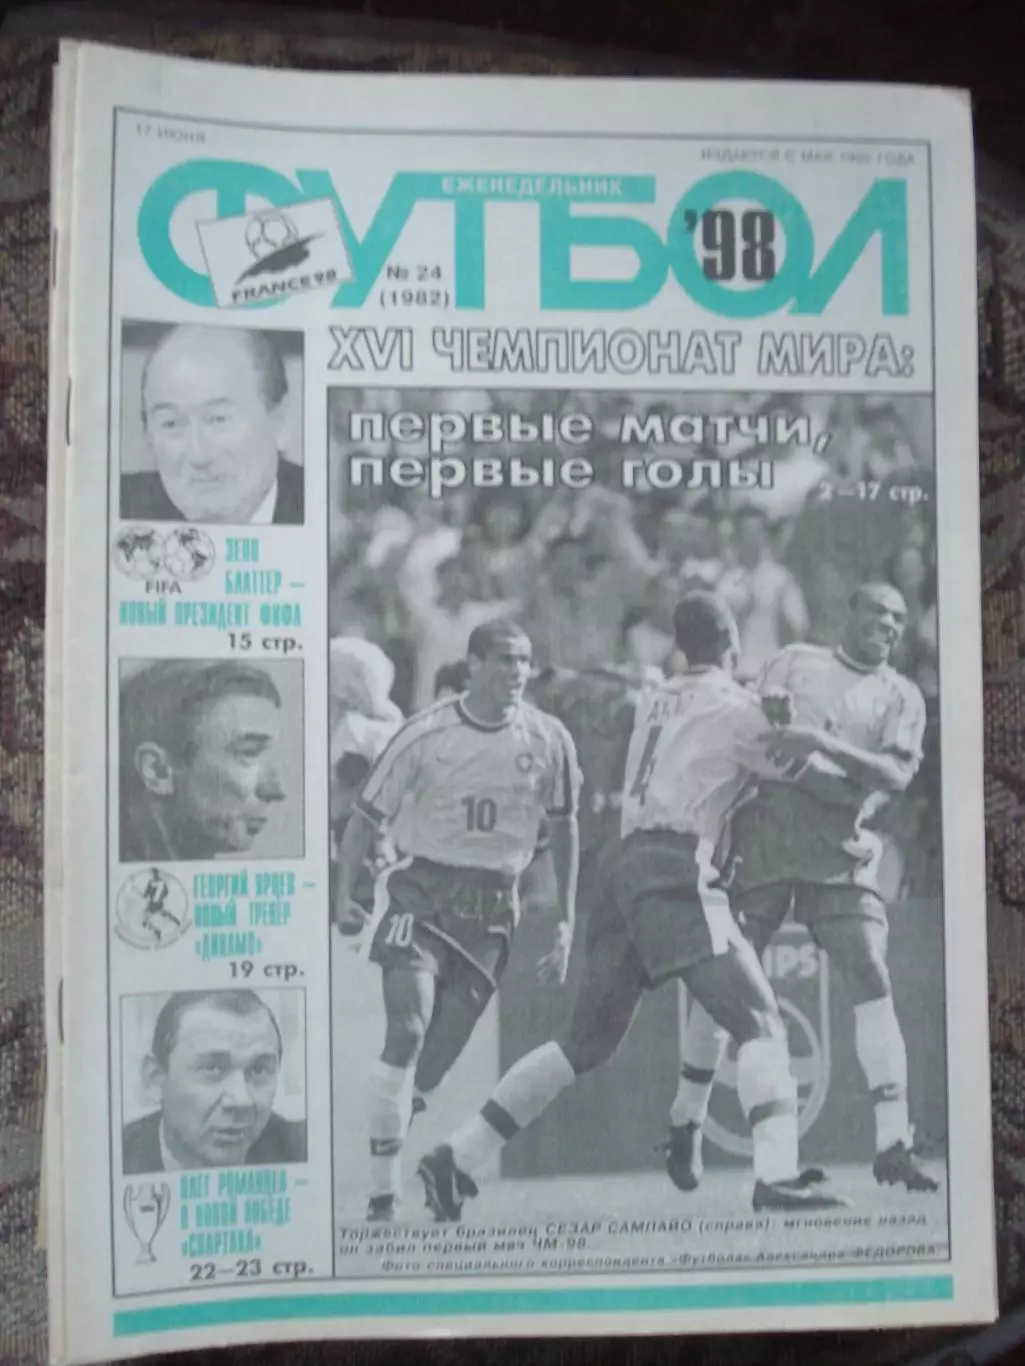 17 ИЮНЯ
ИЗДАЕТСЯ С МАЯ 1960 ГОДА
ФУТБОЛ
ЕЖЕНЕДЕЛЬНИК
'98
FRANCE 98
№ 24
(1982)
XVI ЧЕМПИОНАТ МИРА:
первые матчи,
первые голы
2–17 стр.
FIFA
ЗЕПП
БЛАТТЕР –
НОВЫЙ ПРЕЗИДЕНТ ФИФА
15 стр.
ГЕОРГИЙ ЯРЦЕВ –
НОВЫЙ ТРЕНЕР
«ДИНАМО»
19 стр.
ОЛЕГ РОМАНЦЕВ –
О НОВОЙ ПОБЕДЕ
«СПАРТАКА»
22–23 стр.
10
10
4
Торжествует бразилец СЕЗАР САМПАЙО (справа): мгновение назад
он забил первый мяч ЧМ-98.
Фото специального корреспондента «Футбола» Александра ФЕДОРОВА